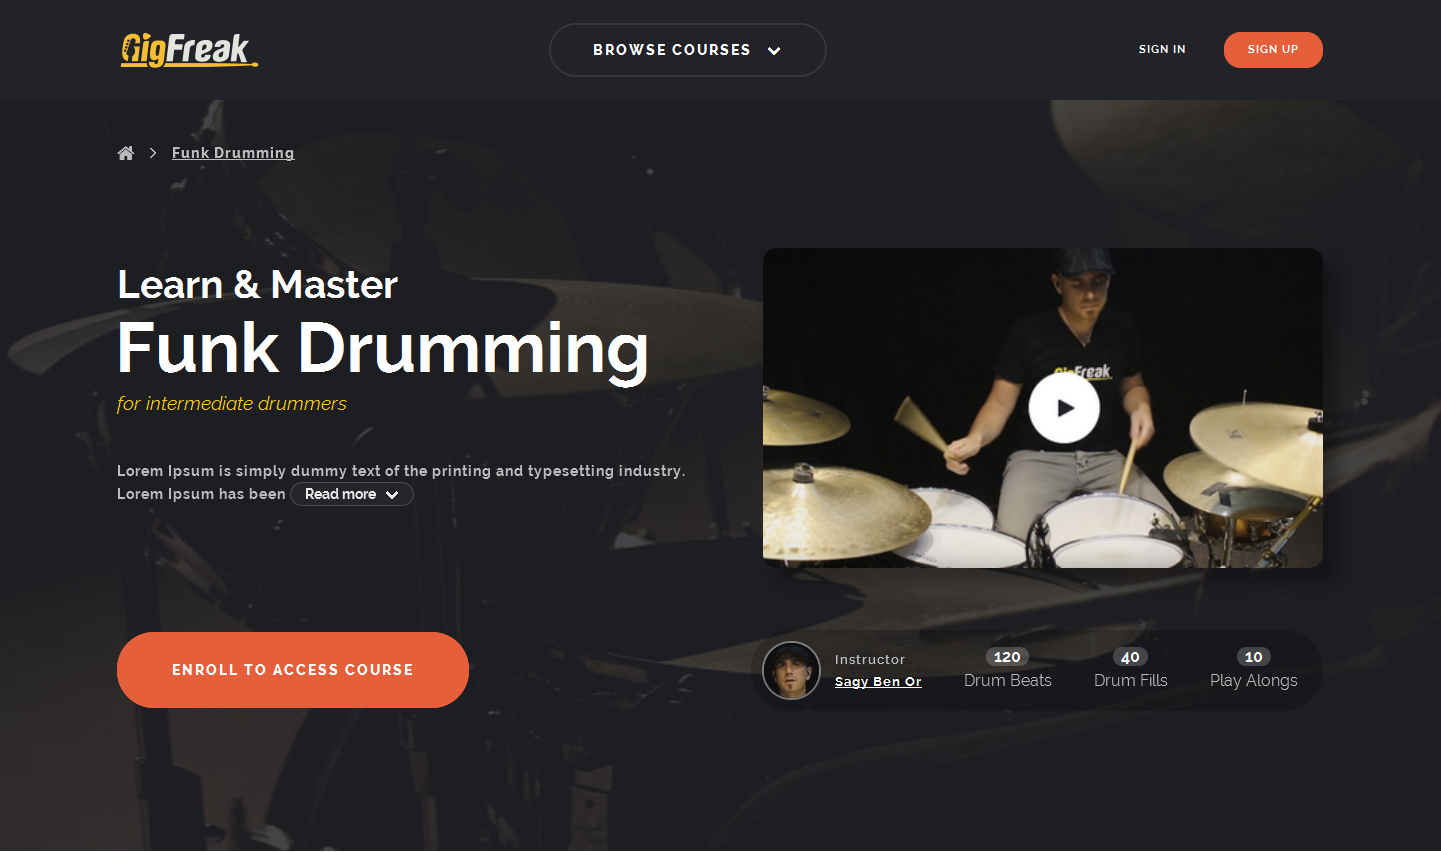 GigFreak
BROWSE COURSES
SIGN IN
SIGN UP
Funk Drumming
Learn & Master
Funk Drumming
for intermediate drummers
Lorem Ipsum is simply dummy text of the printing and typesetting industry.
Lorem Ipsum has been Read more
GigFreak
ENROLL TO ACCESS COURSE
Instructor
Sagy Ben Or
120
Drum Beats
40
Drum Fills
10
Play Alongs